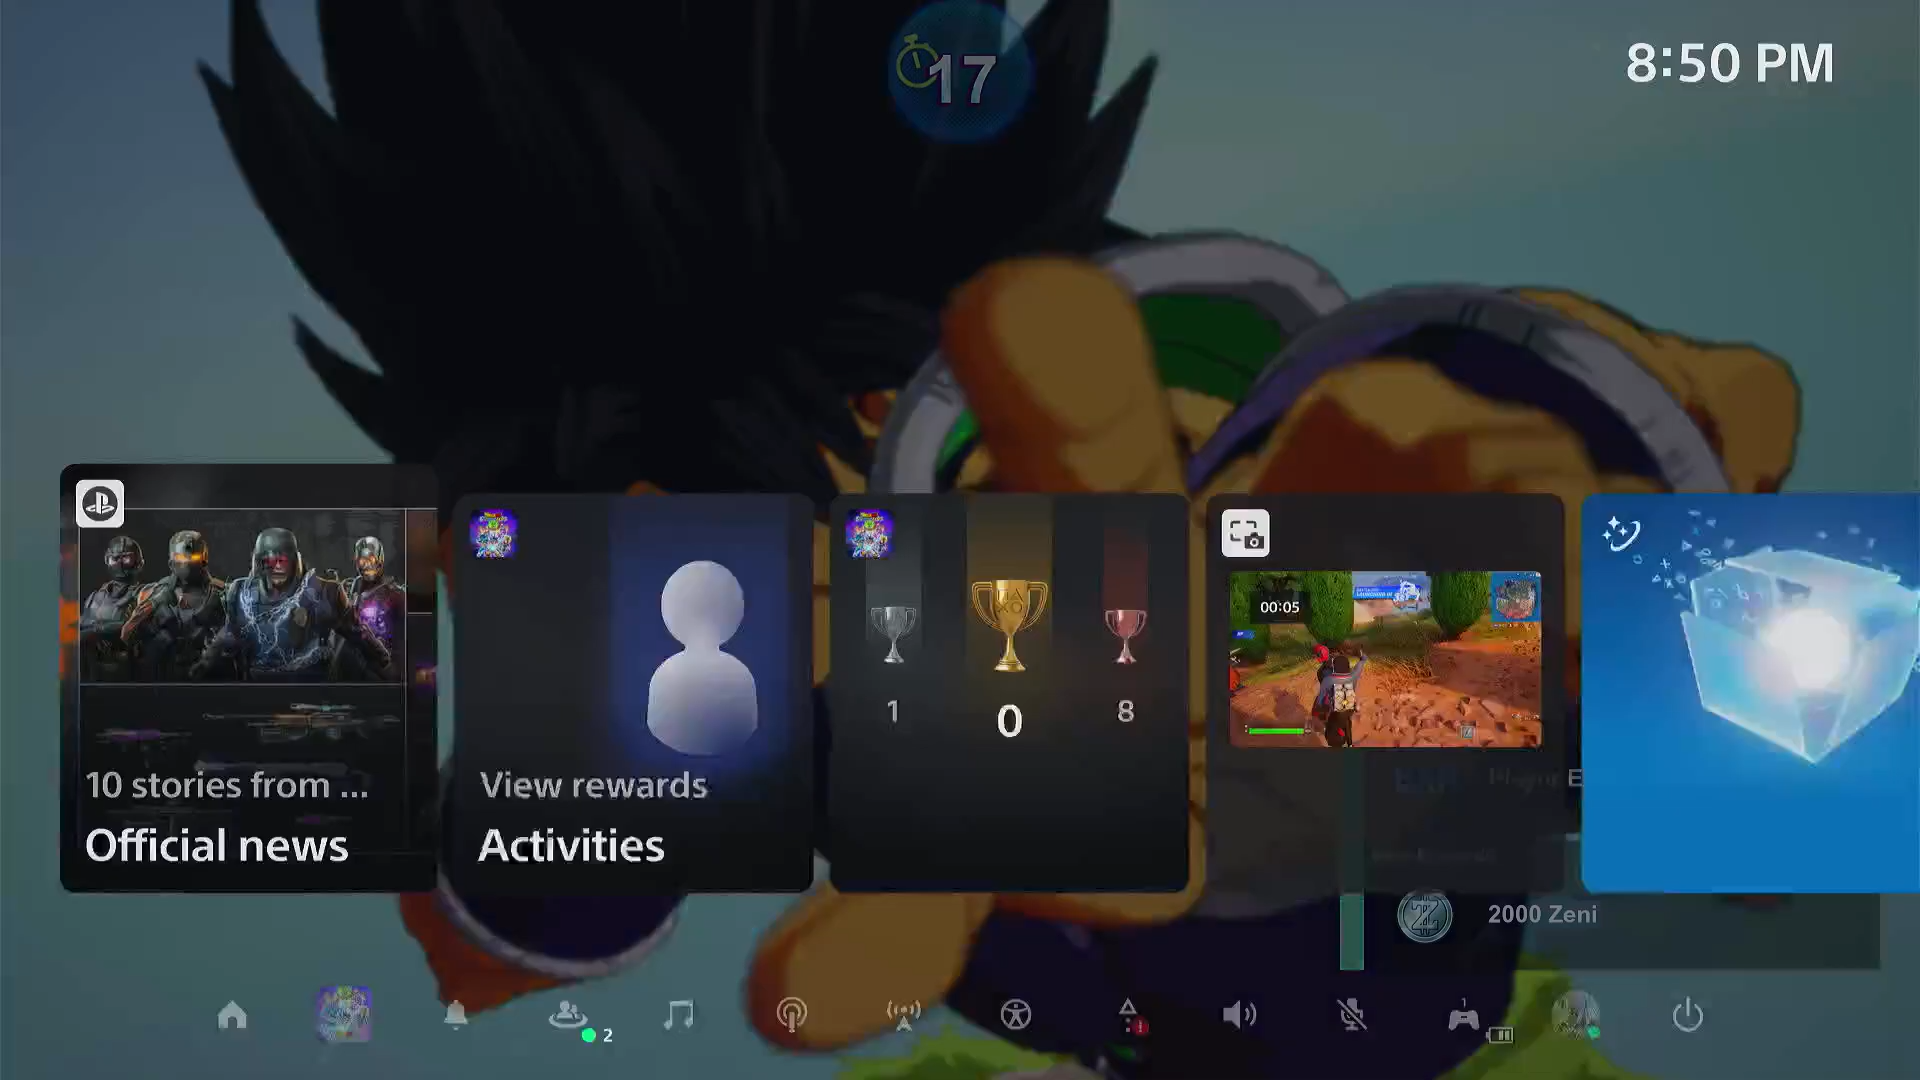 17
8:50 PM
10 stories from ...
Official news
View rewards
Activities
1
0
8
00:05
2000 Zeni
2
1